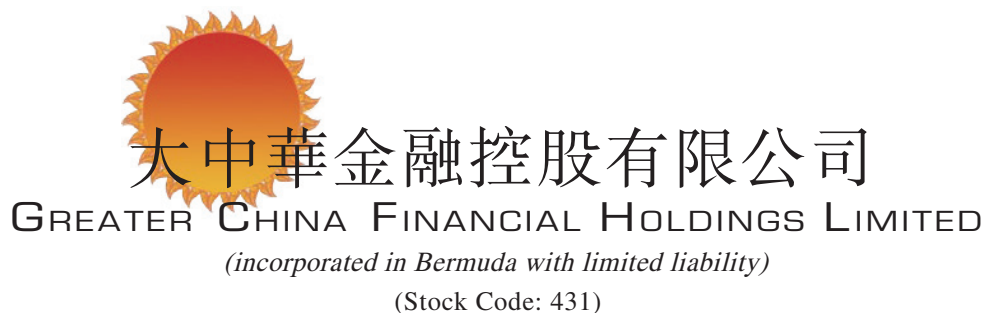 大中華金融控股有限公司
GREATER CHINA FINANCIAL HOLDINGS LIMITED
(incorporated in Bermuda with limited liability)
(Stock Code: 431)